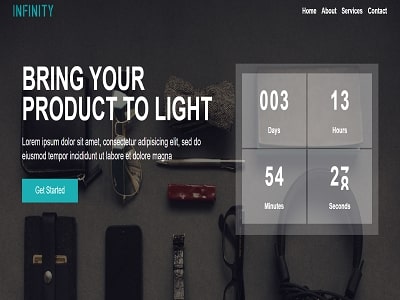 INFINITY
Home About Services Contact
BRING YOUR
PRODUCT TO LIGHT
Lorem ipsum dolor sit amet, consectetur adipisicing elit, sed do
eiusmod tempor incididunt ut labore et dolore magna
Get Started
003 13
Days Hours
54 27
Minutes Seconds